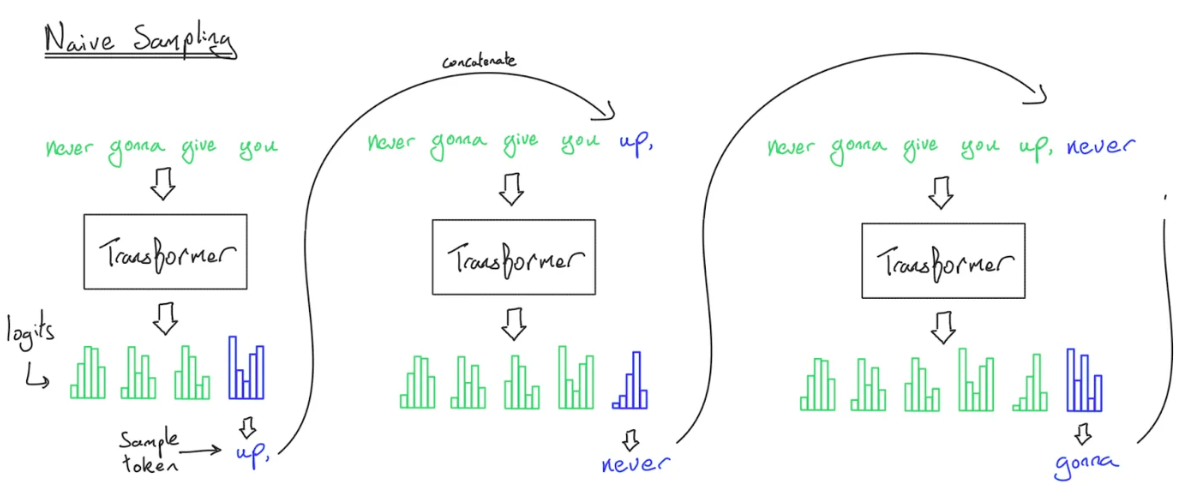 Naive Sampling
concatenate
never gonna give you
never gonna give you up,
never gonna give you up, never
Transformer
Transformer
Transformer
logits
Sample
token
up,
never
gonna